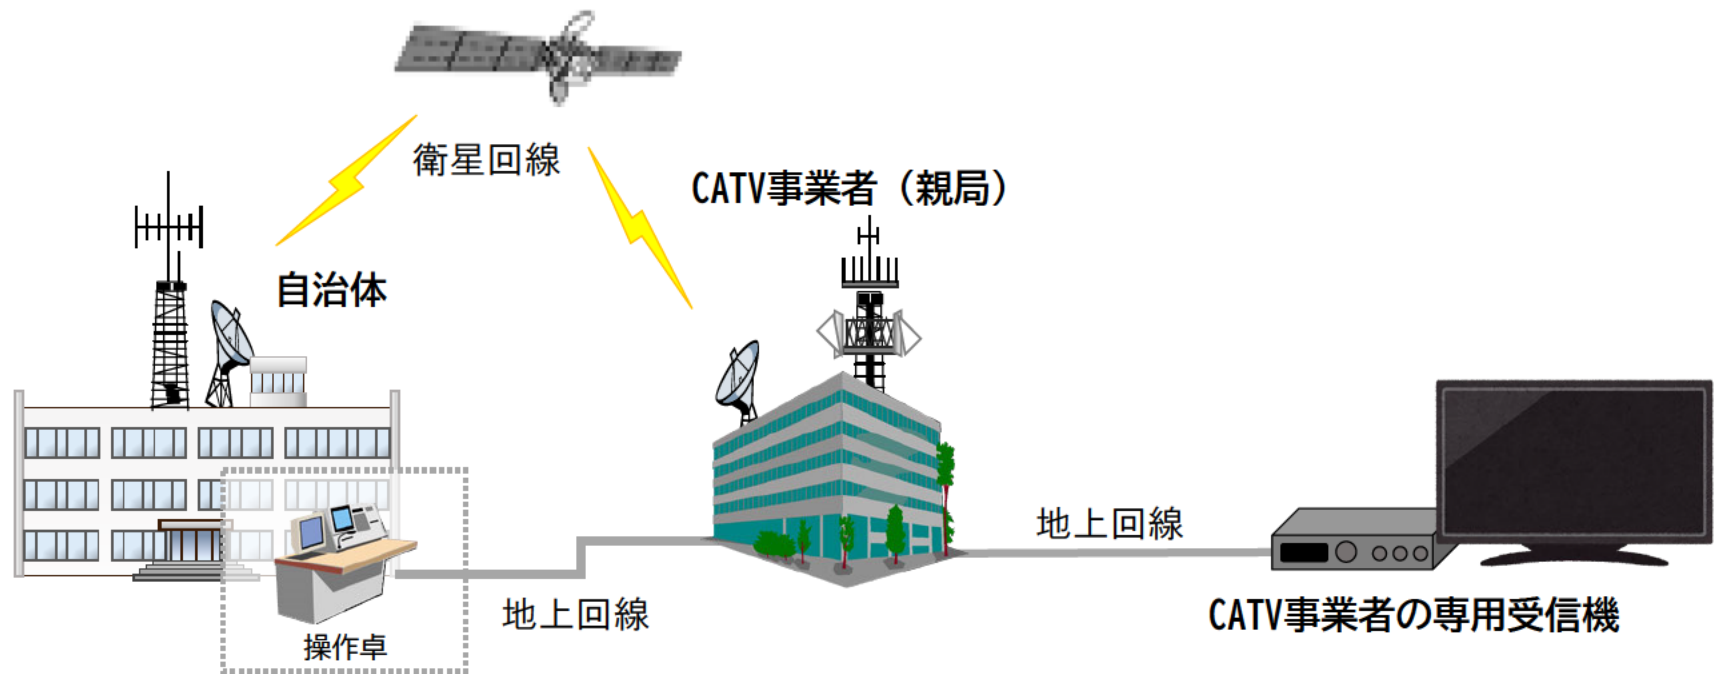 衛星回線
CATV事業者（親局）
自治体
地上回線
CATV事業者の専用受信機
地上回線
操作卓